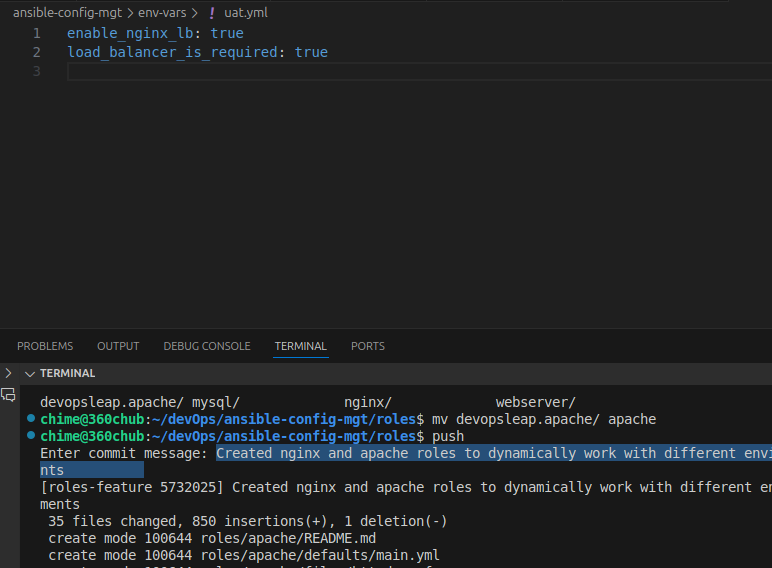 ansible-config-mgt > env-vars > ! uat.yml
1 enable_nginx_lb: true
2 load_balancer_is_required: true
3
PROBLEMS OUTPUT DEBUG CONSOLE TERMINAL PORTS
TERMINAL
devopsleap.apache/ mysql/ nginx/ webserver/
chime@360chub:~/devOps/ansible-config-mgt/roles$ mv devopsleap.apache/ apache
chime@360chub:~/devOps/ansible-config-mgt/roles$ push
Enter commit message: Created nginx and apache roles to dynamically work with different envi
nts
[roles-feature 5732025] Created nginx and apache roles to dynamically work with different en
ments
35 files changed, 850 insertions(+), 1 deletion(-)
create mode 100644 roles/apache/README.md
create mode 100644 roles/apache/defaults/main.yml